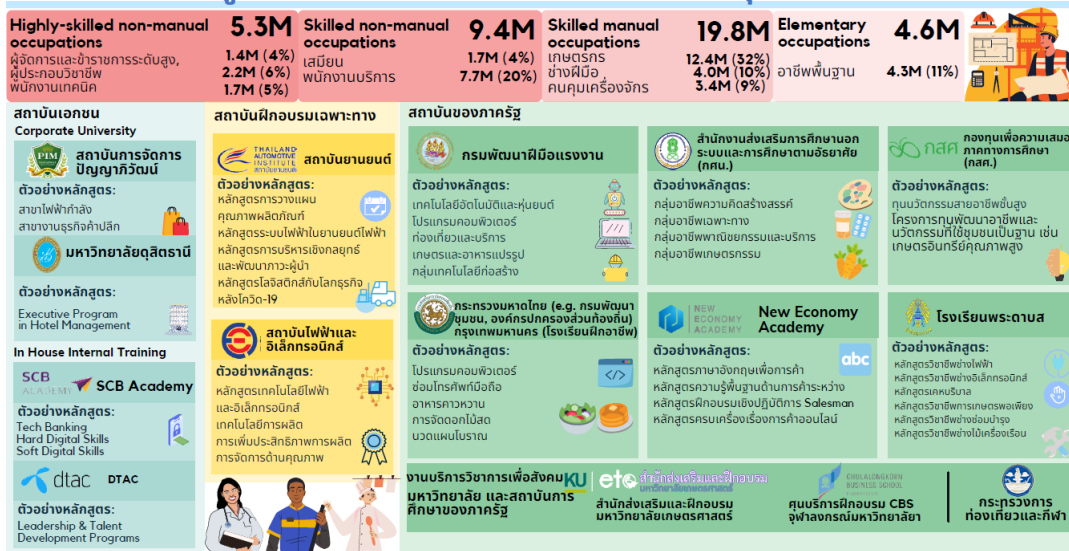 Highly-skilled non-manual
occupations
5.3M
ผู้จัดการและข้าราชการระดับสูง,
1.4M (4%)
ผู้ประกอบวิชาชีพ
2.2M (6%)
พนักงานเทคนิค
1.7M (5%)
Skilled non-manual
occupations
9.4M
เสมียน
1.7M (4%)
พนักงานบริการ
7.7M (20%)
Skilled manual
occupations
19.8M
เกษตรกร
12.4M (32%)
ช่างฝีมือ
4.0M (10%)
คนคุมเครื่องจักร
3.4M (9%)
Elementary
occupations
4.6M
อาชีพพื้นฐาน
4.3M (11%)
สถาบันเอกชน
Corporate University
PIM
สถาบันการจัดการ
ปัญญาภิวัฒน์
ตัวอย่างหลักสูตร:
สาขาไฟฟ้ากำลัง
สาขางานธุรกิจค้าปลีก
มหาวิทยาลัยดุสิตธานี
ตัวอย่างหลักสูตร:
Executive Program
in Hotel Management
In House Internal Training
SCB
ACADEMY
SCB Academy
ตัวอย่างหลักสูตร:
Tech Banking
Hard Digital Skills
Soft Digital Skills
dtac
DTAC
ตัวอย่างหลักสูตร:
Leadership & Talent
Development Programs
สถาบันฝึกอบรมเฉพาะทาง
THAILAND
AUTOMOTIVE
INSTITUTE
สถาบันยานยนต์
สถาบันยานยนต์
ตัวอย่างหลักสูตร:
หลักสูตรการวางแผน
คุณภาพผลิตภัณฑ์
หลักสูตรระบบไฟฟ้าในยานยนต์ไฟฟ้า
หลักสูตรการบริหารเชิงกลยุทธ์
และพัฒนาภาวะผู้นำ
หลักสูตรโลจิสติกส์กับโลกธุรกิจ
หลังโควิด-19
สถาบันไฟฟ้าและ
อิเล็กทรอนิกส์
ตัวอย่างหลักสูตร:
หลักสูตรเทคโนโลยีไฟฟ้า
และอิเล็กทรอนิกส์
เทคโนโลยีการผลิต
การเพิ่มประสิทธิภาพการผลิต
การจัดการด้านคุณภาพ
สถาบันของภาครัฐ
กรมพัฒนาฝีมือแรงงาน
ตัวอย่างหลักสูตร:
เทคโนโลยีอัตโนมัติและหุ่นยนต์
โปรแกรมคอมพิวเตอร์
ท่องเที่ยวและบริการ
เกษตรและอาหารแปรรูป
กลุ่มเทคโนโลยีก่อสร้าง
สำนักงานส่งเสริมการศึกษานอก
ระบบและการศึกษาตามอัธยาศัย
(กศน.)
ตัวอย่างหลักสูตร:
กลุ่มอาชีพความคิดสร้างสรรค์
กลุ่มอาชีพเฉพาะทาง
กลุ่มอาชีพพาณิชยกรรมและบริการ
กลุ่มอาชีพเกษตรกรรม
กสศ
กองทุนเพื่อความเสมอ
ภาคทางการศึกษา
(กสศ.)
ตัวอย่างหลักสูตร:
ทุนนวัตกรรมสายอาชีพชั้นสูง
โครงการทุนพัฒนาอาชีพและ
นวัตกรรมที่ใช้ชุมชนเป็นฐาน เช่น
เกษตรอินทรีย์คุณภาพสูง
กระทรวงมหาดไทย (e.g. กรมพัฒนา
ชุมชน, องค์กรปกครองส่วนท้องถิ่น)
กรุงเทพมหานคร (โรงเรียนฝึกอาชีพ)
ตัวอย่างหลักสูตร:
โปรแกรมคอมพิวเตอร์
ซ่อมโทรศัพท์มือถือ
อาหารคาวหวาน
การจัดดอกไม้สด
นวดแผนโบราณ
</>
NEW
ECONOMY
ACADEMY
New Economy
Academy
ตัวอย่างหลักสูตร:
abc
หลักสูตรภาษาอังกฤษเพื่อการค้า
หลักสูตรความรู้พื้นฐานด้านการค้าระหว่าง
หลักสูตรฝึกอบรมเชิงปฏิบัติการ Salesman
หลักสูตรครบเครื่องเรื่องการค้าออนไลน์
โรงเรียนพระดาบส
ตัวอย่างหลักสูตร:
หลักสูตรวิชาชีพช่างไฟฟ้า
หลักสูตรวิชาชีพช่างอิเล็กทรอนิกส์
หลักสูตรเคหบริบาล
หลักสูตรวิชาชีพการเกษตรพอเพียง
หลักสูตรวิชาชีพช่างซ่อมบำรุง
หลักสูตรวิชาชีพช่างไม้เครื่องเรือน
งานบริการวิชาการเพื่อสังคม
มหาวิทยาลัย และสถาบันการ
ศึกษาของภาครัฐ
KU
eto
สำนักส่งเสริมและฝึกอบรม
มหาวิทยาลัยเกษตรศาสตร์
สำนักส่งเสริมและฝึกอบรม
มหาวิทยาลัยเกษตรศาสตร์
CHULALONGKORN
BUSINESS SCHOOL
ศูนบริการฝึกอบรม CBS
จุฬาลงกรณ์มหาวิทยาลัย
กระทรวงการ
ท่องเที่ยวและกีฬา